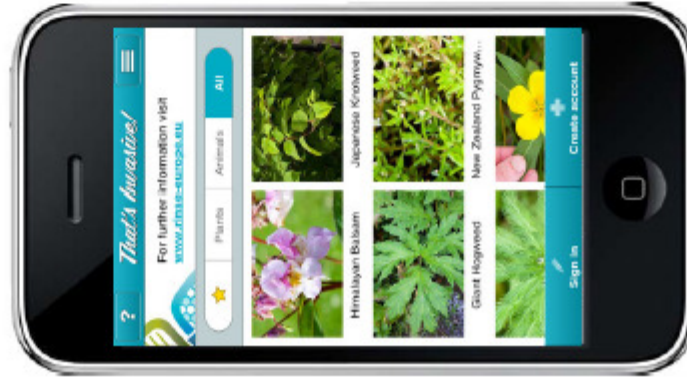 ?
That's Invasive!
For further information visit
www.rinse-europe.eu
Plants
Animals
All
Himalayan Balsam
Japanese Knotweed
Giant Hogweed
New Zealand Pygmyw...
Sign in
Create account